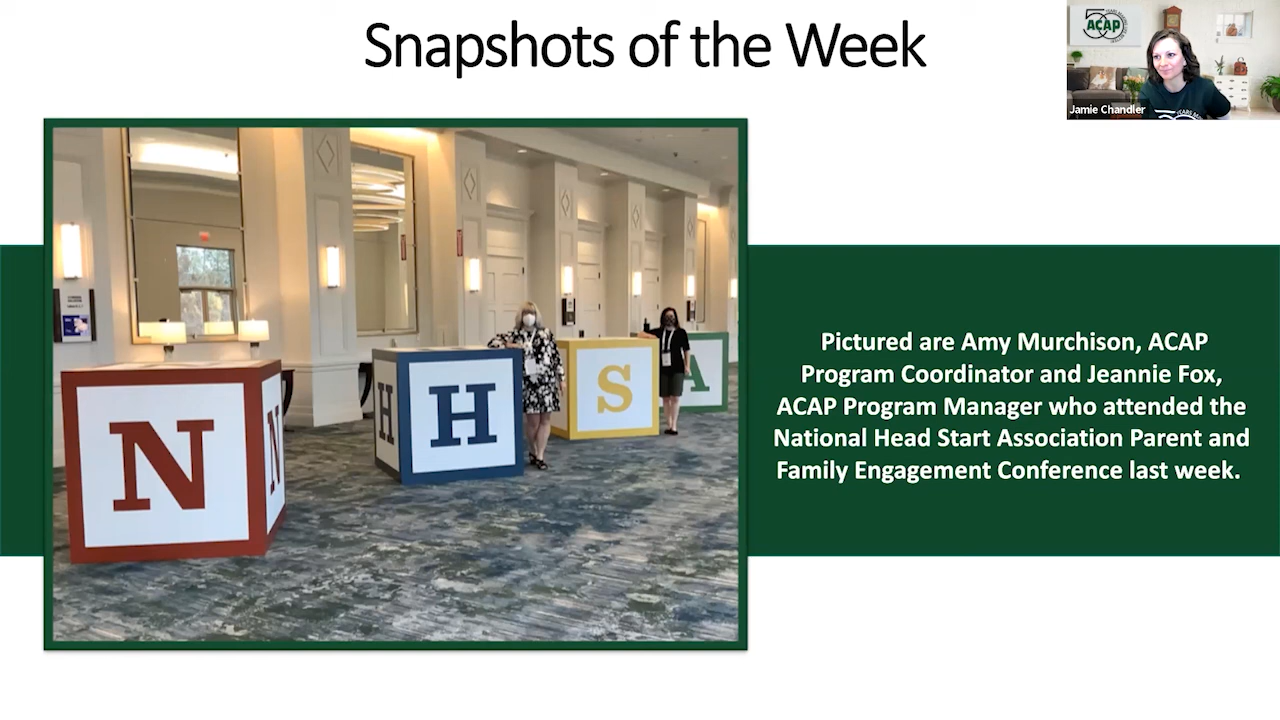 Snapshots of the Week
ACAP
Jamie Chandler
N
N
H
H
S
A
Pictured are Amy Murchison, ACAP
Program Coordinator and Jeannie Fox,
ACAP Program Manager who attended the
National Head Start Association Parent and
Family Engagement Conference last week.